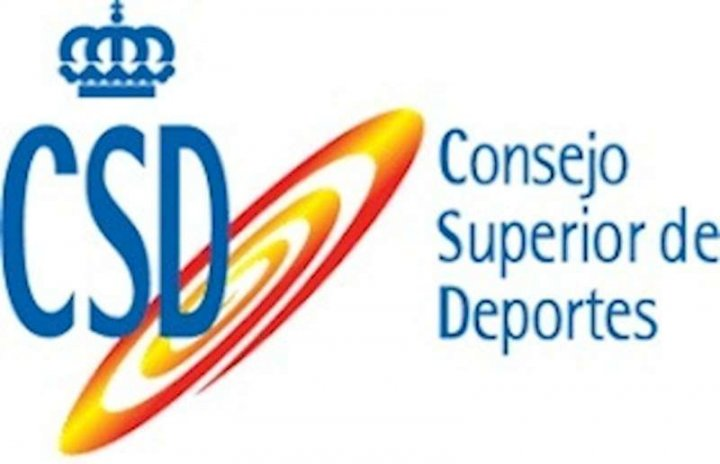 CSD
Consejo
Superior de
Deportes